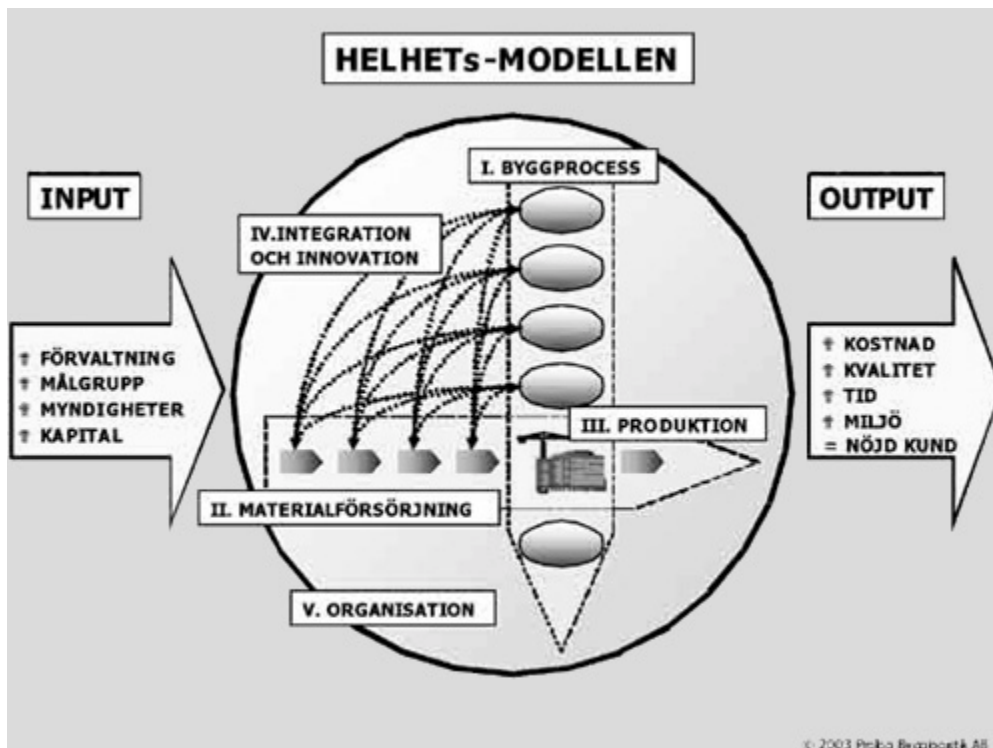 HELHETs-MODELLEN
INPUT
FÖRVALTNING
MÅLGRUPP
MYNDIGHETER
KAPITAL
I. BYGGPROCESS
IV.INTEGRATION
OCH INNOVATION
III. PRODUKTION
II. MATERIALFÖRSÖRJNING
V. ORGANISATION
OUTPUT
KOSTNAD
KVALITET
TID
MILJÖ
= NÖJD KUND
© 2003 AB